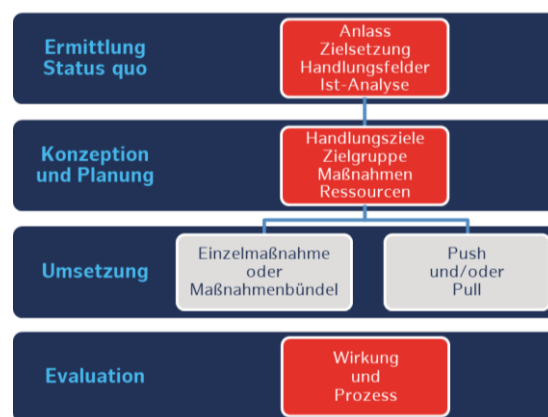 Ermittlung
Status quo
Anlass
Zielsetzung
Handlungsfelder
Ist-Analyse
Konzeption
und Planung
Handlungsziele
Zielgruppe
Maßnahmen
Ressourcen
Umsetzung
Einzelmaßnahme
oder
Maßnahmenbündel
Push
und/oder
Pull
Evaluation
Wirkung
und
Prozess